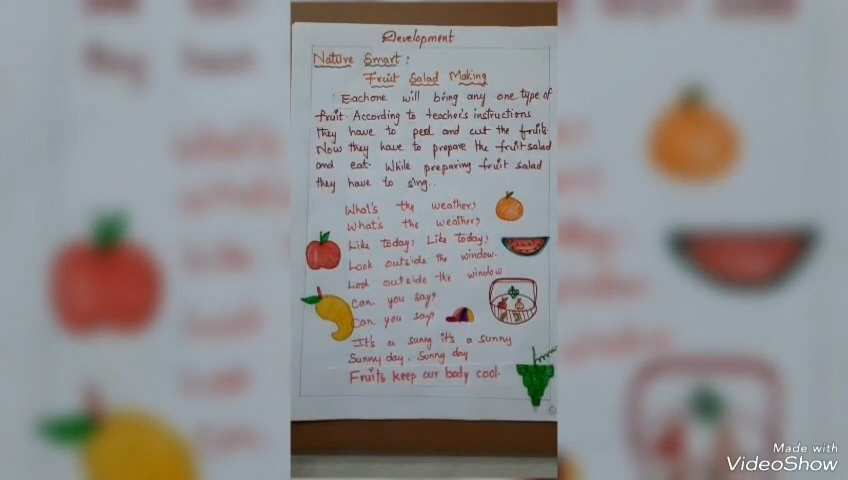 Development
Nature Smart:
Fruit Salad Making
Eachone will bring any one type of
fruit. According to teacher's instructions
they have to peel and cut the fruits.
Now they have to prepare the fruit salad
and eat. While preparing fruit salad
they have to sing..
What's the weather?
What's the weather?
Like today? Like today?
Look outside the window.
Look outside the window
Can you say?
Can you say?
It's a sunny it's a sunny
Sunny day, Sunny day
Fruits keep our body cool.
Made with
VideoShow